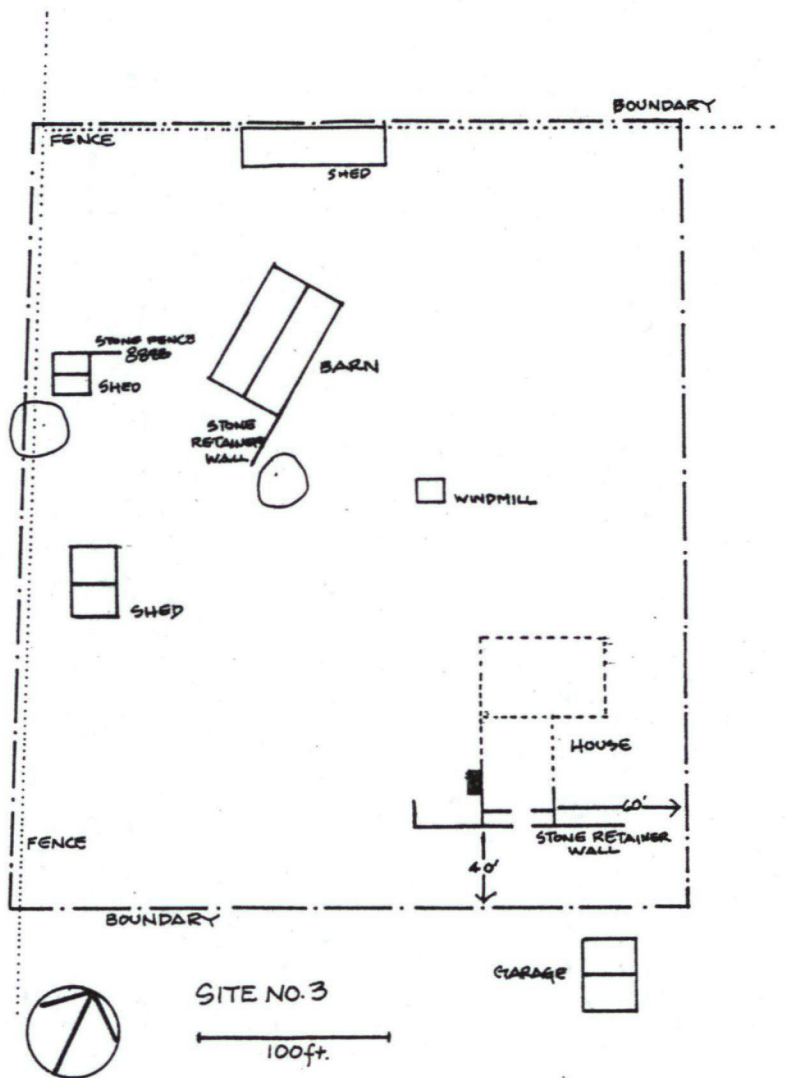 BOUNDARY
FENCE
SHED
STONE FENCE
SHED
BARN
STONE
RETAINER
WALL
WINDMILL
SHED
HOUSE
60'
STONE RETAINER
WALL
FENCE
40'
BOUNDARY
GARAGE
SITE NO. 3
100ft.